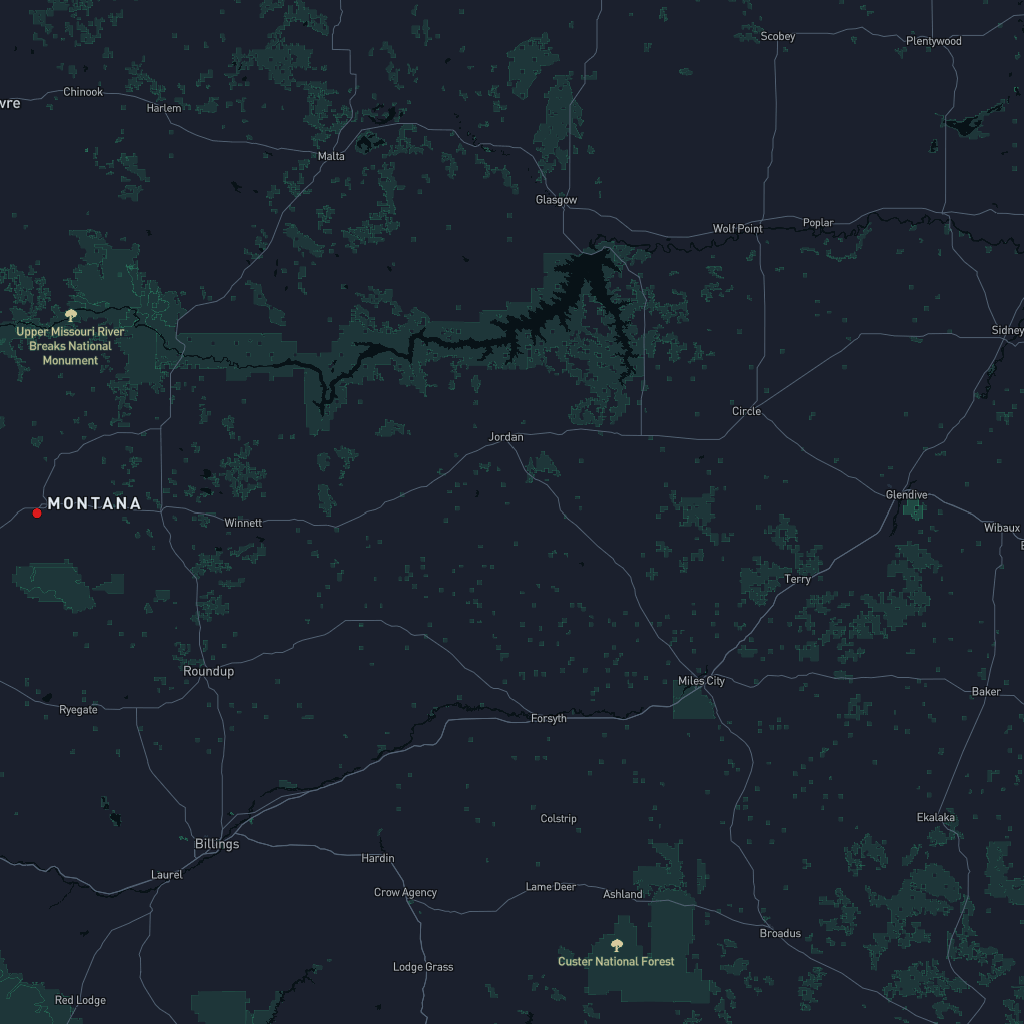 Scobey
Plentywood
Chinook
vre
Harlem
Malta
Glasgow
Poplar
Wolf Point
Upper Missouri River
Breaks National
Monument
Sidney
Circle
Jordan
Glendive
MONTANA
Winnett
Wibaux
Terry
Roundup
Miles City
Baker
Ryegate
Forsyth
Colstrip
Ekalaka
Billings
Hardin
Laurel
Lame Deer
Crow Agency
Ashland
Broadus
Custer National Forest
Lodge Grass
Red Lodge